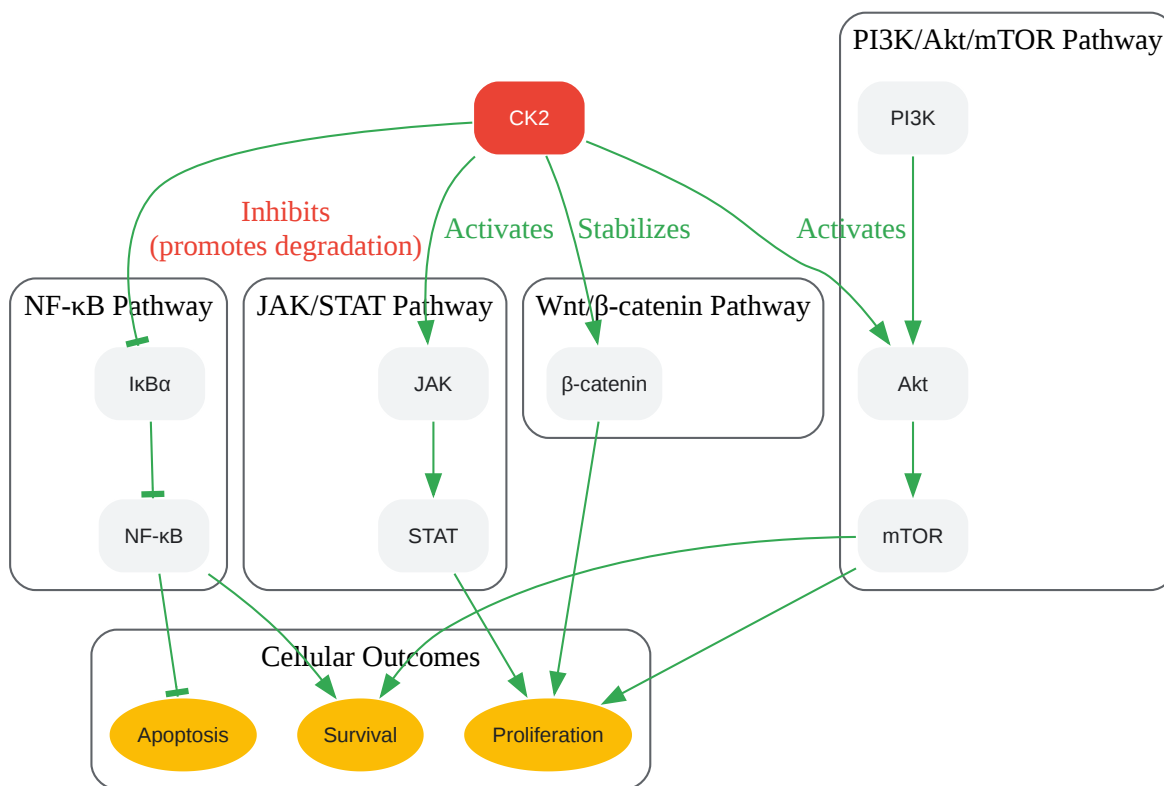 PI3K/Akt/mTOR Pathway
CK2
PI3K
Inhibits
(promotes degradation)
Activates
Stabilizes
Activates
NF-κB Pathway
JAK/STAT Pathway
Wnt/β-catenin Pathway
IκBα
JAK
β-catenin
Akt
NF-κB
STAT
mTOR
Cellular Outcomes
Apoptosis
Survival
Proliferation